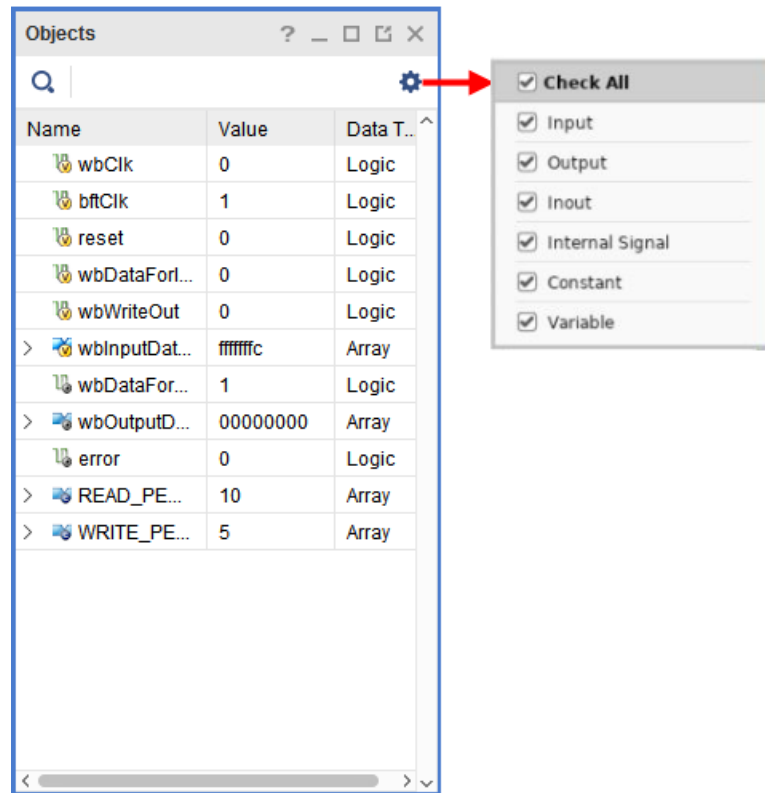 Objects ?
Name Value Data T..
wbClk 0 Logic
bftClk 1 Logic
reset 0 Logic
wbDataForI... 0 Logic
wbWriteOut 0 Logic
> wbInputDat... fffffffc Array
wbDataFor... 1 Logic
> wbOutputD... 00000000 Array
error 0 Logic
> READ_PE... 10 Array
> WRITE_PE... 5 Array
Check All
Input
Output
Inout
Internal Signal
Constant
Variable